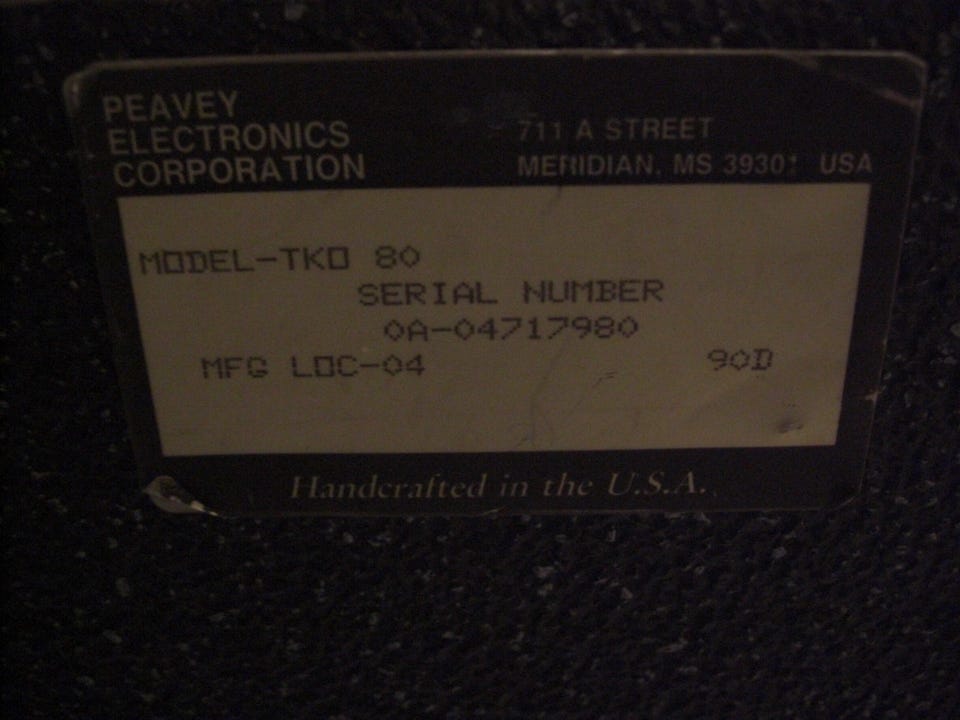 PEAVEY
ELECTRONICS
CORPORATION
711 A STREET
MERIDIAN, MS 39301 USA
MODEL-TKO 80
SERIAL NUMBER
0A-04717980
MFG LOC-04 90D
Handcrafted in the U.S.A.